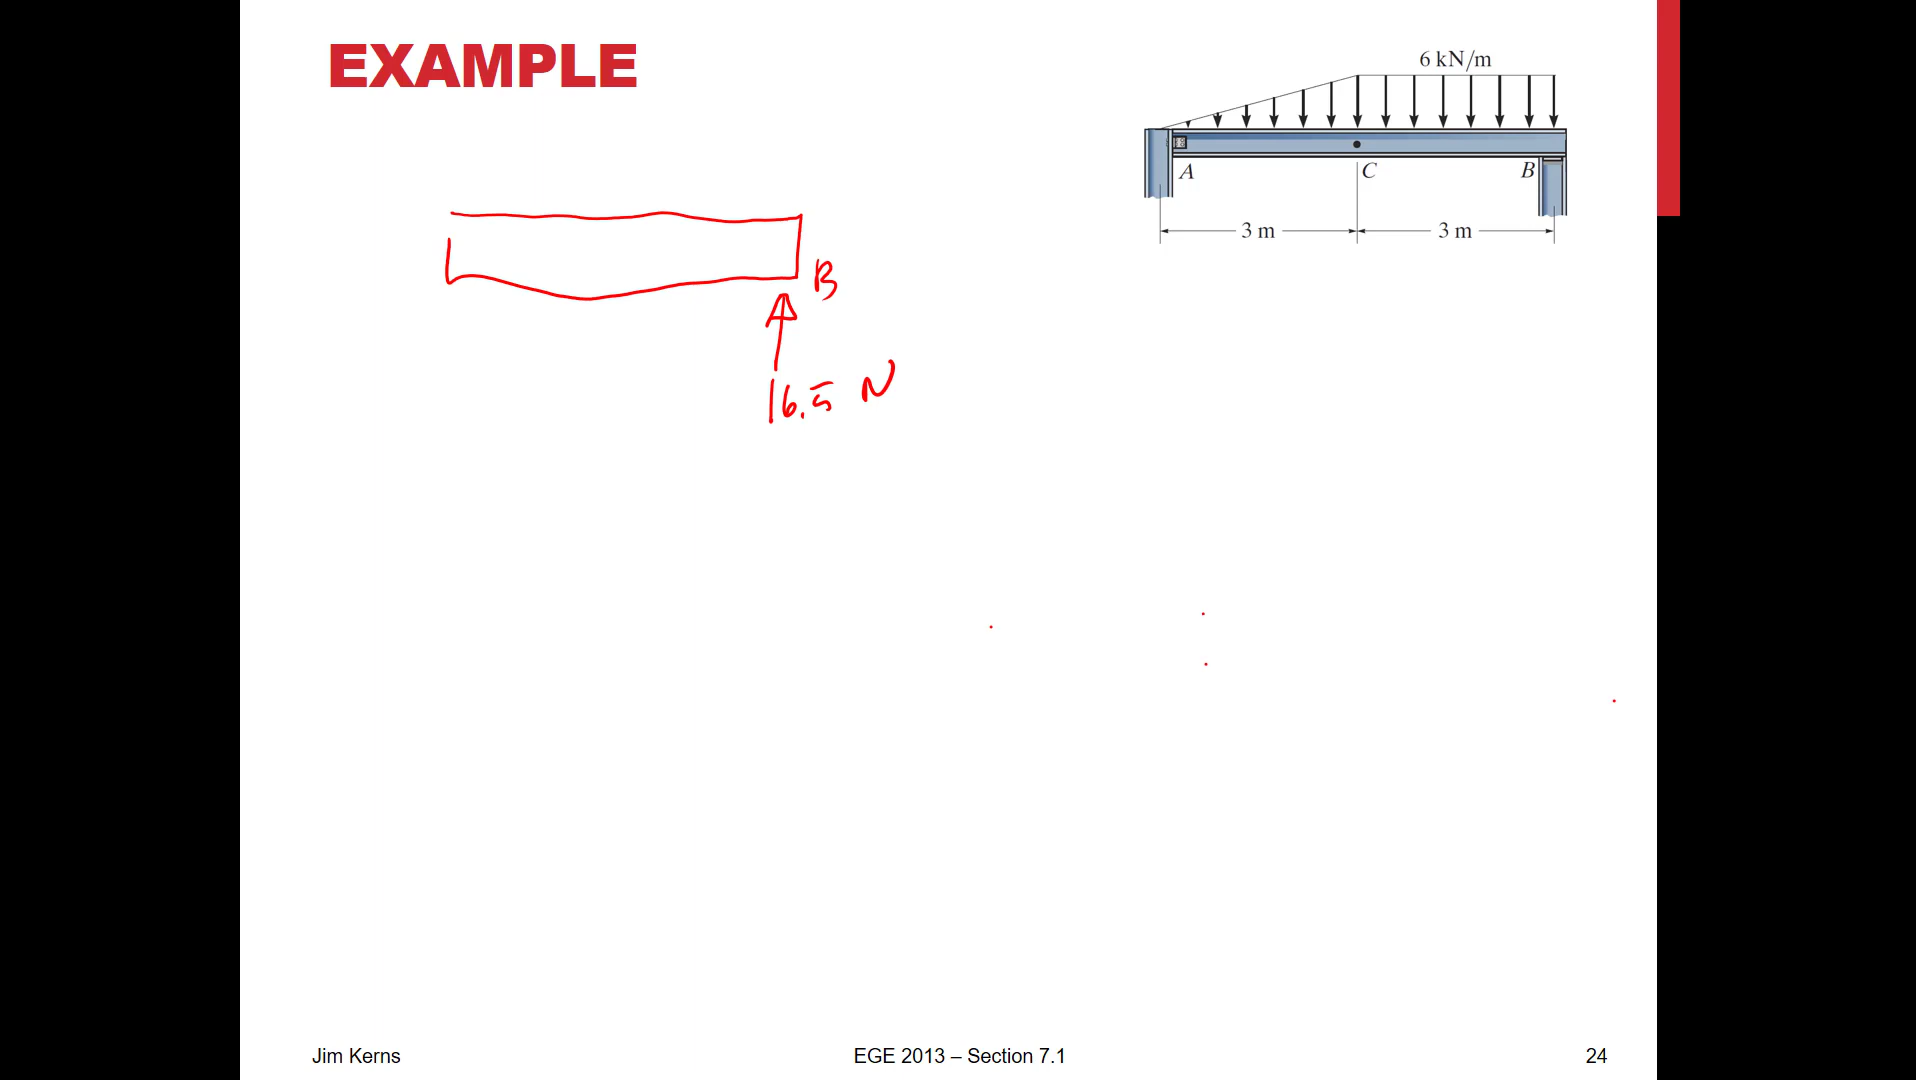 EXAMPLE
6 kN/m
A
C
B
3 m
3 m
B
16.5 N
Jim Kerns
EGE 2013 – Section 7.1
24